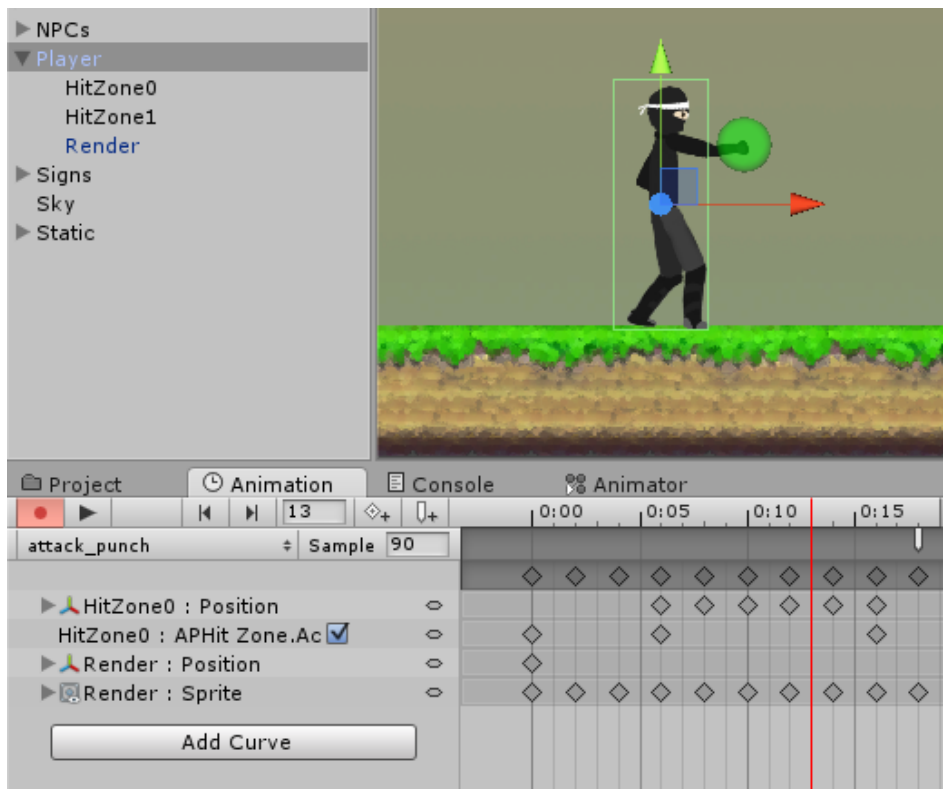 NPCs
Player
HitZone0
HitZone1
Render
Signs
Sky
Static
Project Animation Console Animator
13 0:00 0:05 0:10 0:15
attack_punch Sample 90
HitZone0 : Position
HitZone0 : APHit Zone.Ac
Render : Position
Render : Sprite
Add Curve